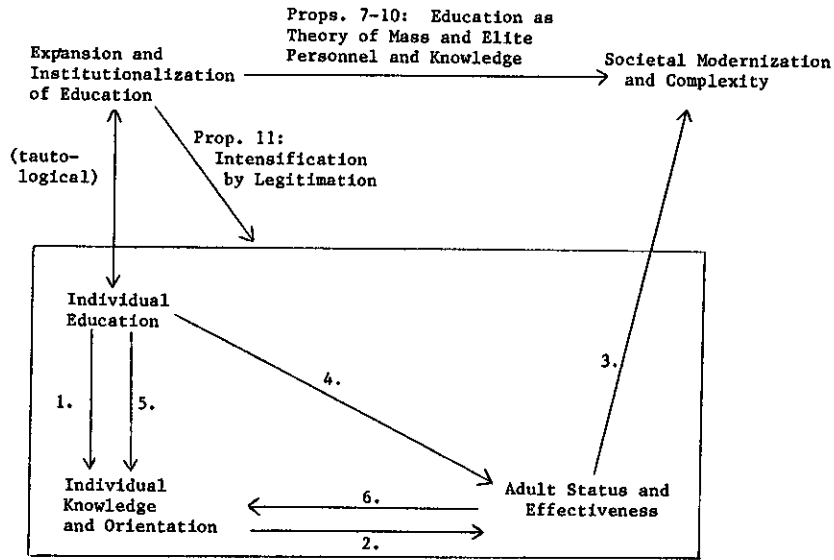 Props. 7-10: Education as
Theory of Mass and Elite
Personnel and Knowledge
Expansion and
Institutionalization
of Education
Societal Modernization
and Complexity
Prop. 11:
Intensification
by Legitimation
(tauto-
logical)
Individual
Education
1.
5.
4.
3.
Individual
Knowledge
and Orientation
6.
2.
Adult Status and
Effectiveness